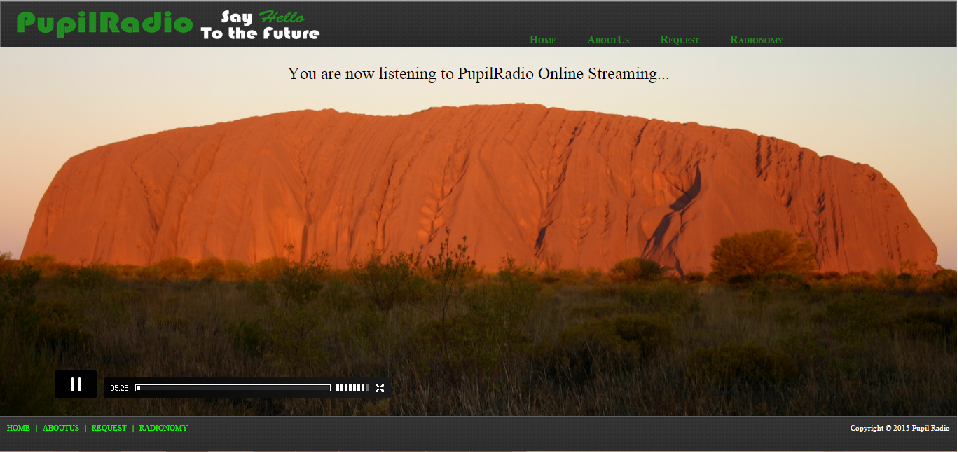 PupilRadio Say Hello
To the Future
Home AboutUs Request Radionomy
You are now listening to PupilRadio Online Streaming...
05:25
HOME | ABOUTUS | REQUEST | RADIONOMY
Copyright © 2015 Pupil Radio